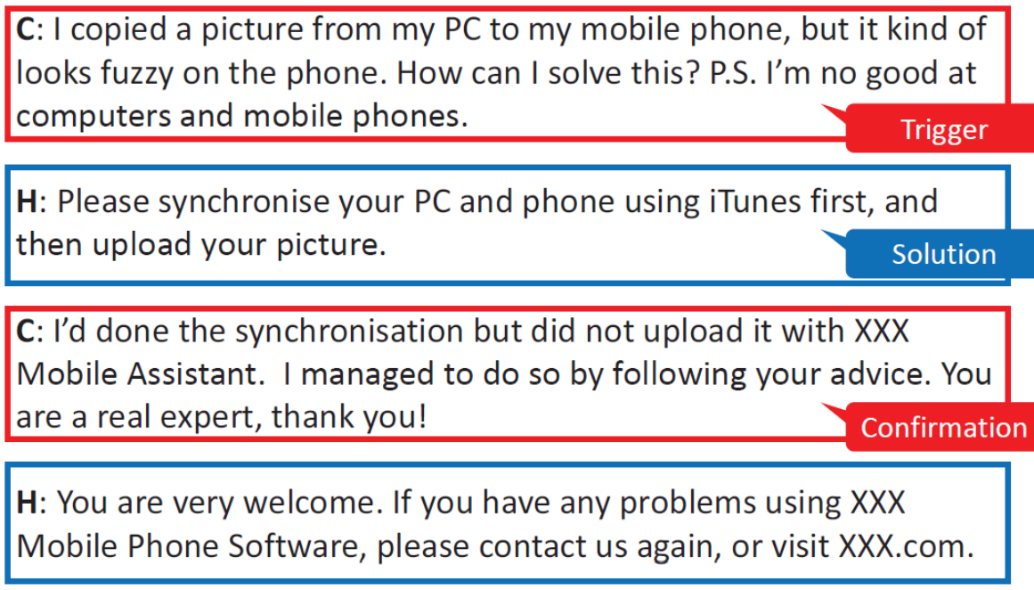 C: I copied a picture from my PC to my mobile phone, but it kind of
looks fuzzy on the phone. How can I solve this? P.S. I’m no good at
computers and mobile phones.
Trigger
H: Please synchronise your PC and phone using iTunes first, and
then upload your picture.
Solution
C: I’d done the synchronisation but did not upload it with XXX
Mobile Assistant.  I managed to do so by following your advice. You
are a real expert, thank you!
Confirmation
H: You are very welcome. If you have any problems using XXX
Mobile Phone Software, please contact us again, or visit XXX.com.